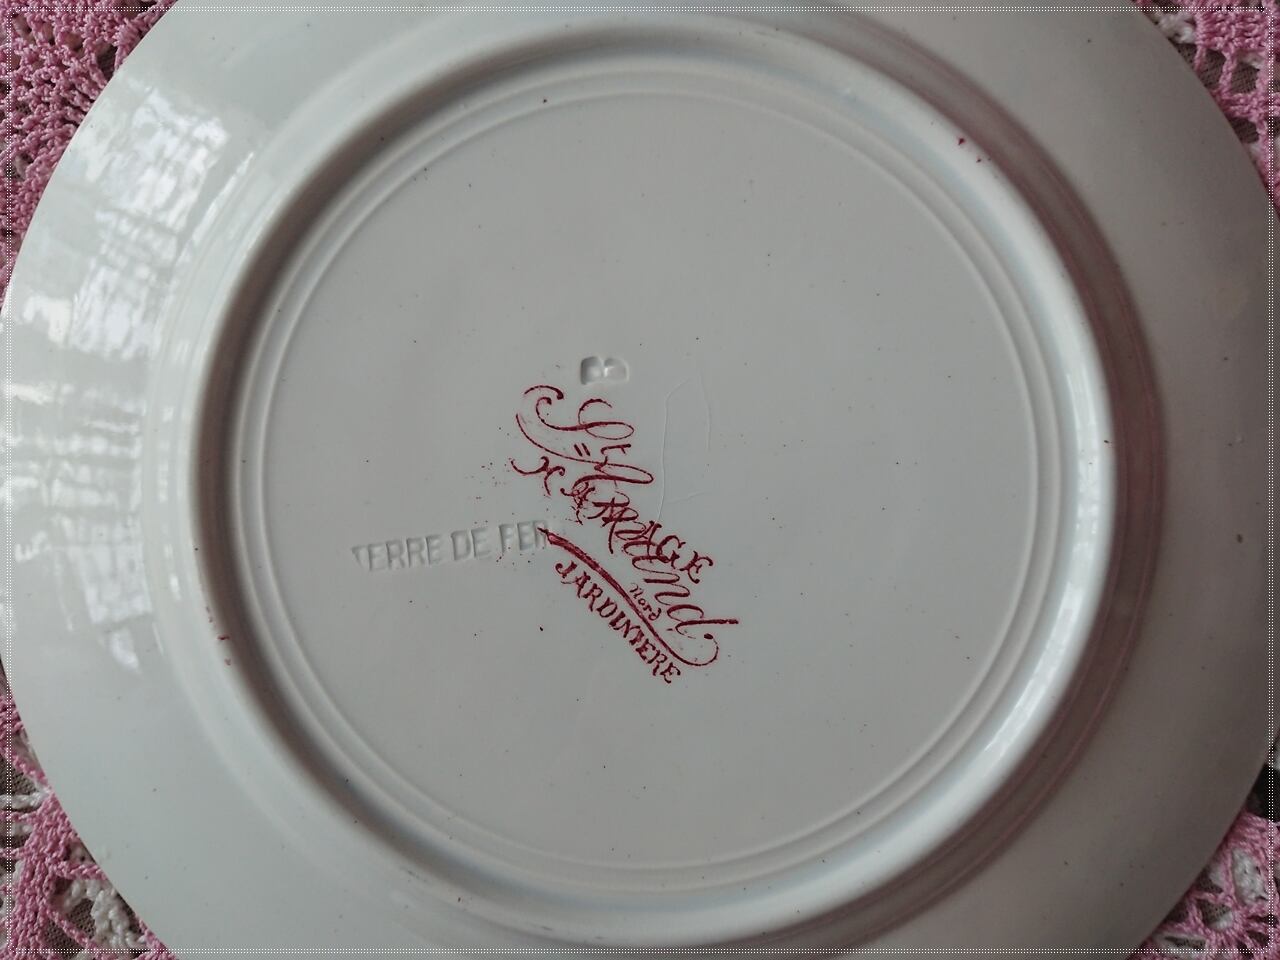 B
St Amand
HAMAGE
Nord
JARDINIERE
TERRE DE FER